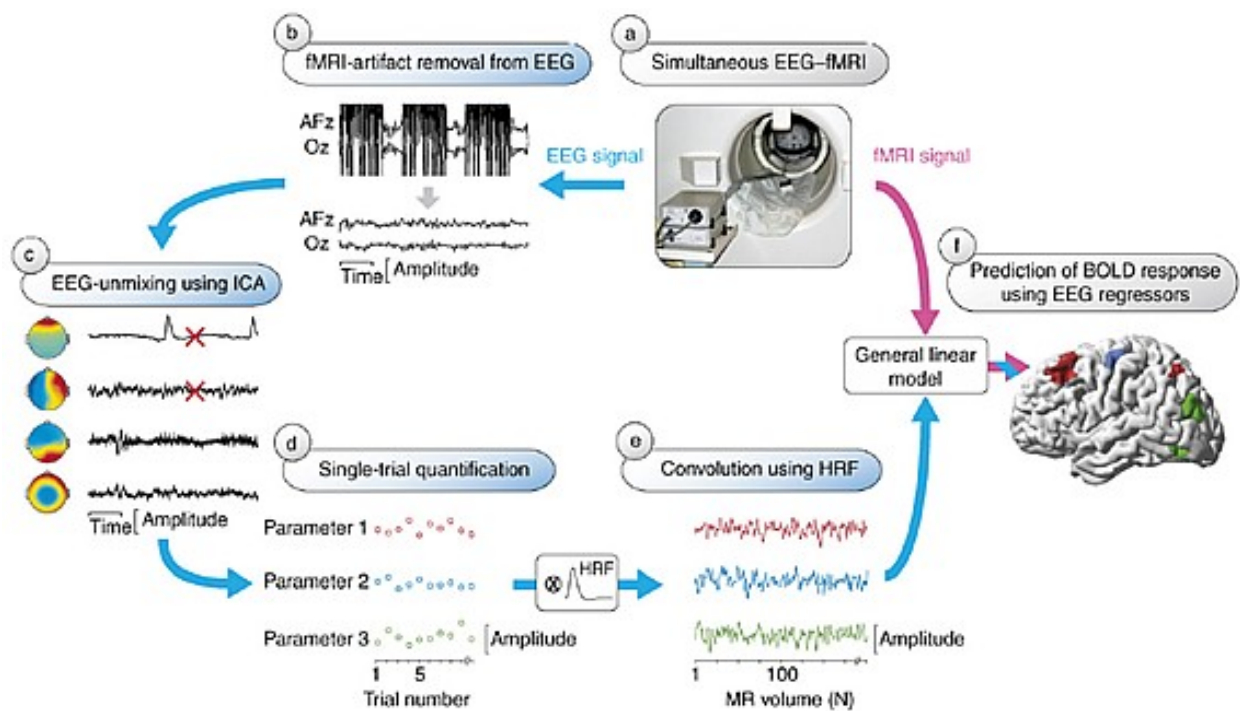 b
fMRI-artifact removal from EEG
a
Simultaneous EEG–fMRI
AFz
Oz
EEG signal
fMRI signal
AFz
Oz
Time
Amplitude
c
EEG-unmixing using ICA
f
Prediction of BOLD response
using EEG regressors
General linear
model
Time
Amplitude
d
Single-trial quantification
e
Convolution using HRF
Parameter 1
Parameter 2
⊗
HRF
Parameter 3
Amplitude
Amplitude
1 5
Trial number
1 100
MR volume (N)